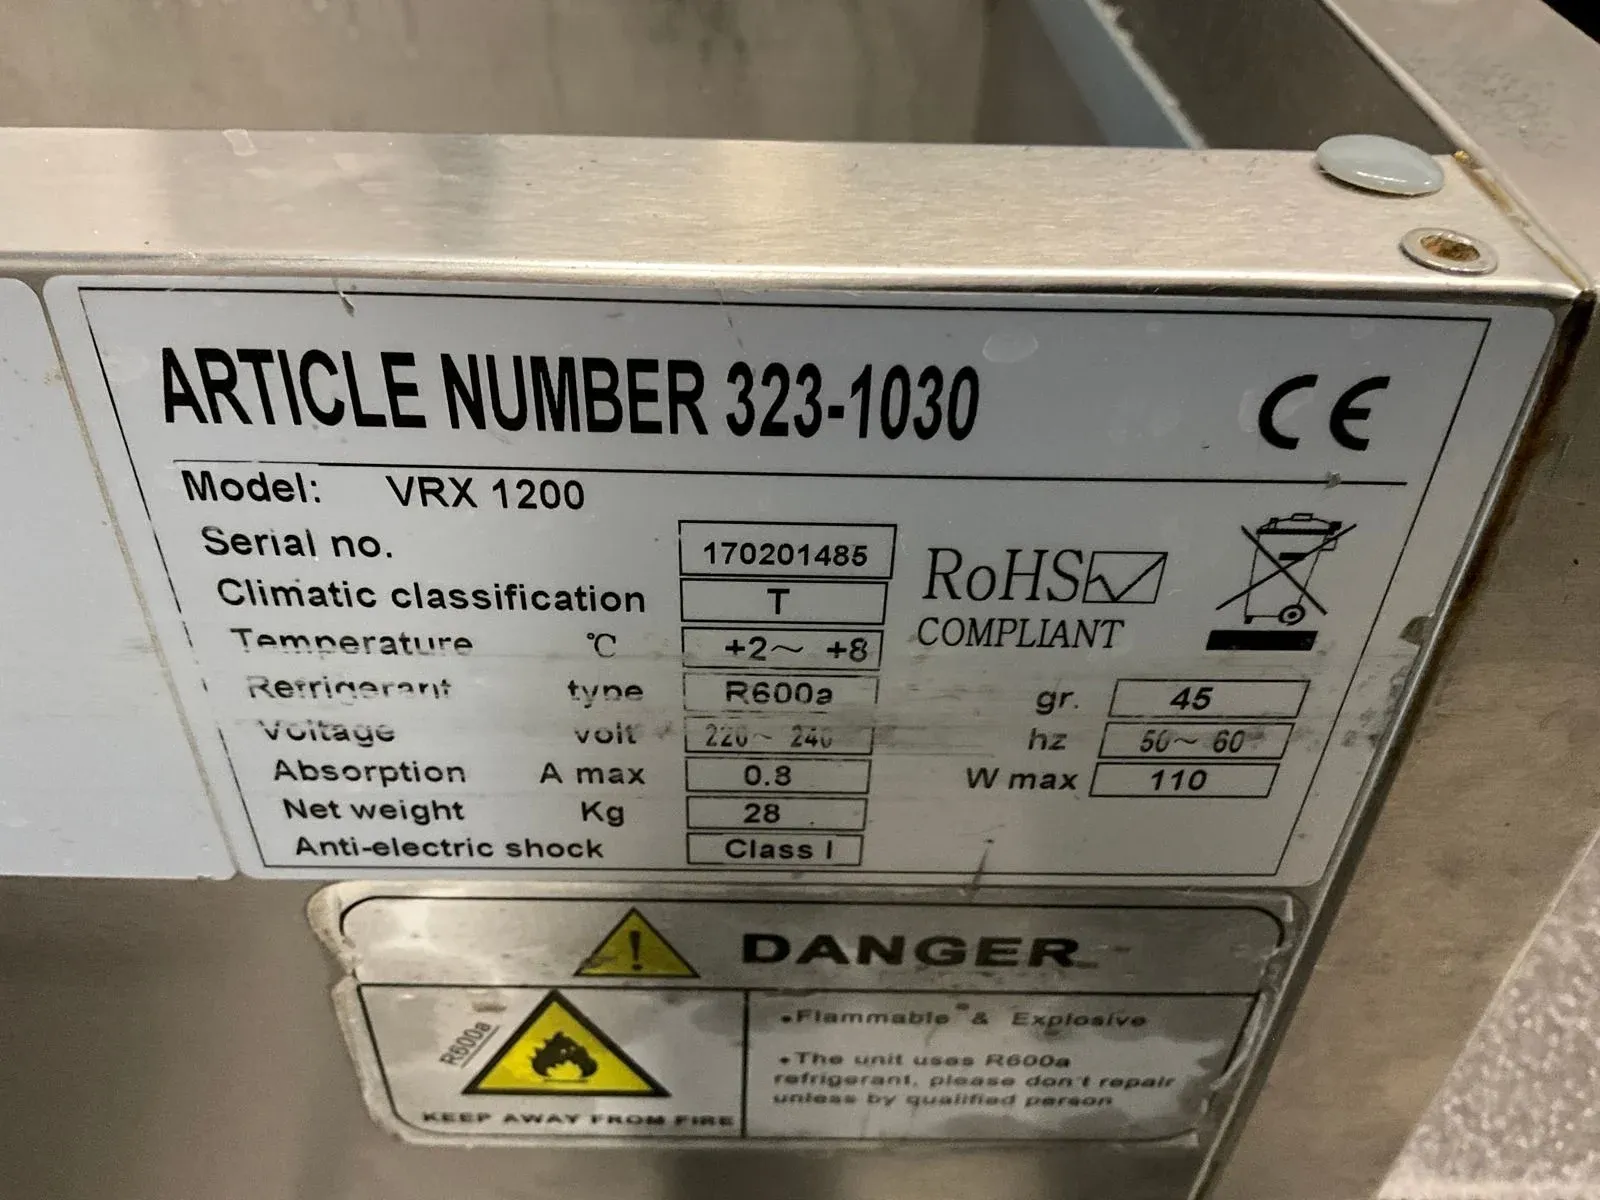 ARTICLE NUMBER 323-1030 CE
Model: VRX 1200
Serial no. 170201485
Climatic classification T
RoHS
COMPLIANT
Temperature °C +2~ +8
Refrigerant type R600a gr. 45
Voltage volt 220~ 240 hz 50~ 60
Absorption A max 0.8 W max 110
Net weight Kg 28
Anti-electric shock Class I
! DANGER
R600a
KEEP AWAY FROM FIRE
•Flammable & Explosive
•The unit uses R600a
refrigerant, please don't repair
unless by qualified person